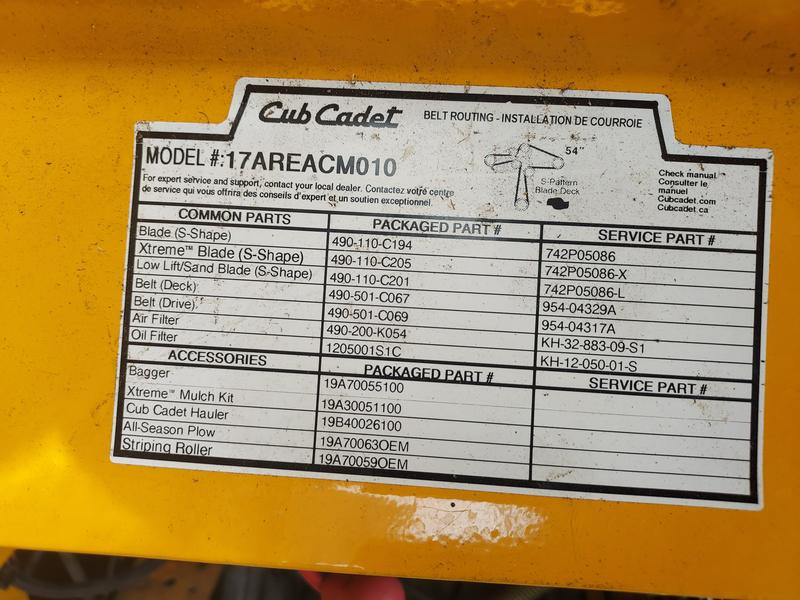 Cub Cadet BELT ROUTING - INSTALLATION DE COURROIE
MODEL #:17AREACM010
54"
S-Pattern
Blade Deck
Check manual
Consulter le
manuel
Cubcadet.com
Cubcadet.ca
For expert service and support, contact your local dealer. Contactez votre centre
de service qui vous offrira des conseils d'expert et un soutien exceptionnel.
COMMON PARTS PACKAGED PART # SERVICE PART #
Blade (S-Shape) 490-110-C194 742P05086
Xtreme™ Blade (S-Shape) 490-110-C205 742P05086-X
Low Lift/Sand Blade (S-Shape) 490-110-C201 742P05086-L
Belt (Deck) 490-501-C067 954-04329A
Belt (Drive) 490-501-C069 954-04317A
Air Filter 490-200-K054 KH-32-883-09-S1
Oil Filter 1205001S1C KH-12-050-01-S
ACCESSORIES PACKAGED PART # SERVICE PART #
Bagger 19A70055100
Xtreme™ Mulch Kit 19A30051100
Cub Cadet Hauler 19B40026100
All-Season Plow 19A70063OEM
Striping Roller 19A70059OEM